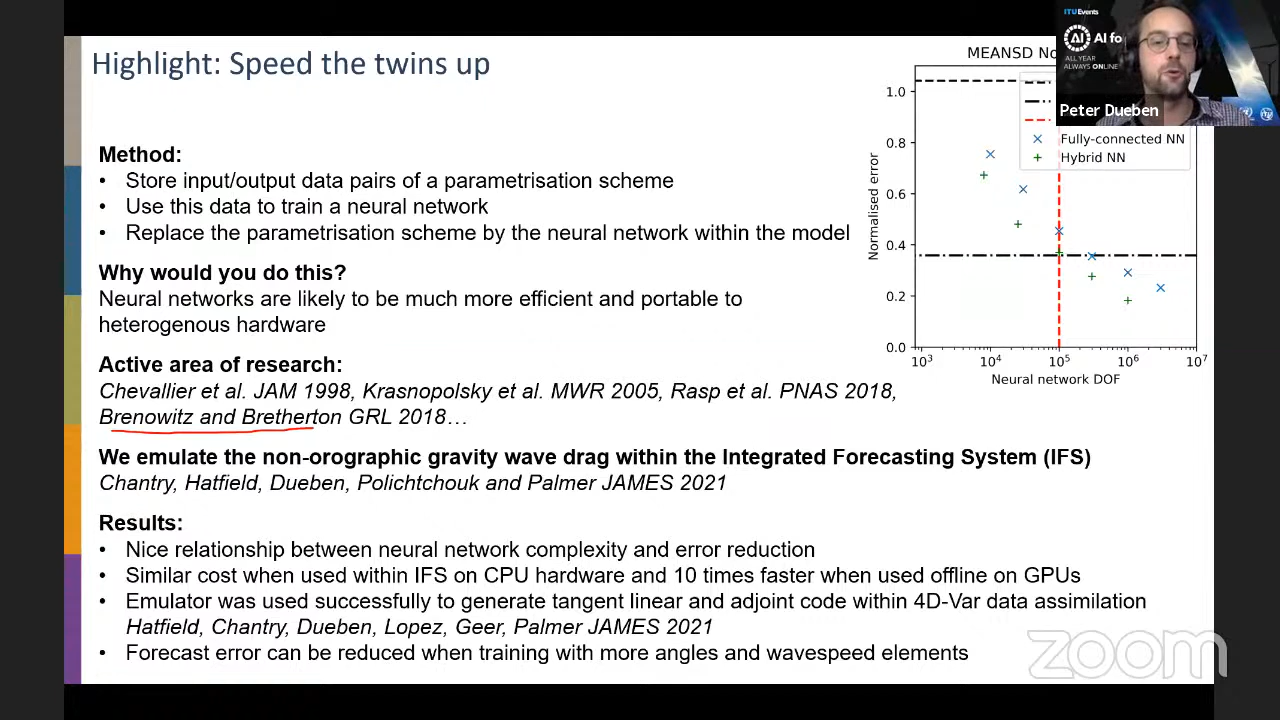 Highlight: Speed the twins up
Method:
• Store input/output data pairs of a parametrisation scheme
• Use this data to train a neural network
• Replace the parametrisation scheme by the neural network within the model
Why would you do this?
Neural networks are likely to be much more efficient and portable to
heterogenous hardware
Active area of research:
Chevallier et al. JAM 1998, Krasnopolsky et al. MWR 2005, Rasp et al. PNAS 2018,
Brenowitz and Bretherton GRL 2018…
We emulate the non-orographic gravity wave drag within the Integrated Forecasting System (IFS)
Chantry, Hatfield, Dueben, Polichtchouk and Palmer JAMES 2021
Results:
• Nice relationship between neural network complexity and error reduction
• Similar cost when used within IFS on CPU hardware and 10 times faster when used offline on GPUs
• Emulator was used successfully to generate tangent linear and adjoint code within 4D-Var data assimilation
Hatfield, Chantry, Dueben, Lopez, Geer, Palmer JAMES 2021
• Forecast error can be reduced when training with more angles and wavespeed elements
MEANSD No
Fully-connected NN
Hybrid NN
Normalised error
1.0
0.8
0.6
0.4
0.2
0.0
10³ 10⁴ 10⁵ 10⁶ 10⁷
Neural network DOF
ITUEvents
AI AI fo
ALL YEAR
ALWAYS ONLINE
Peter Dueben
zoom